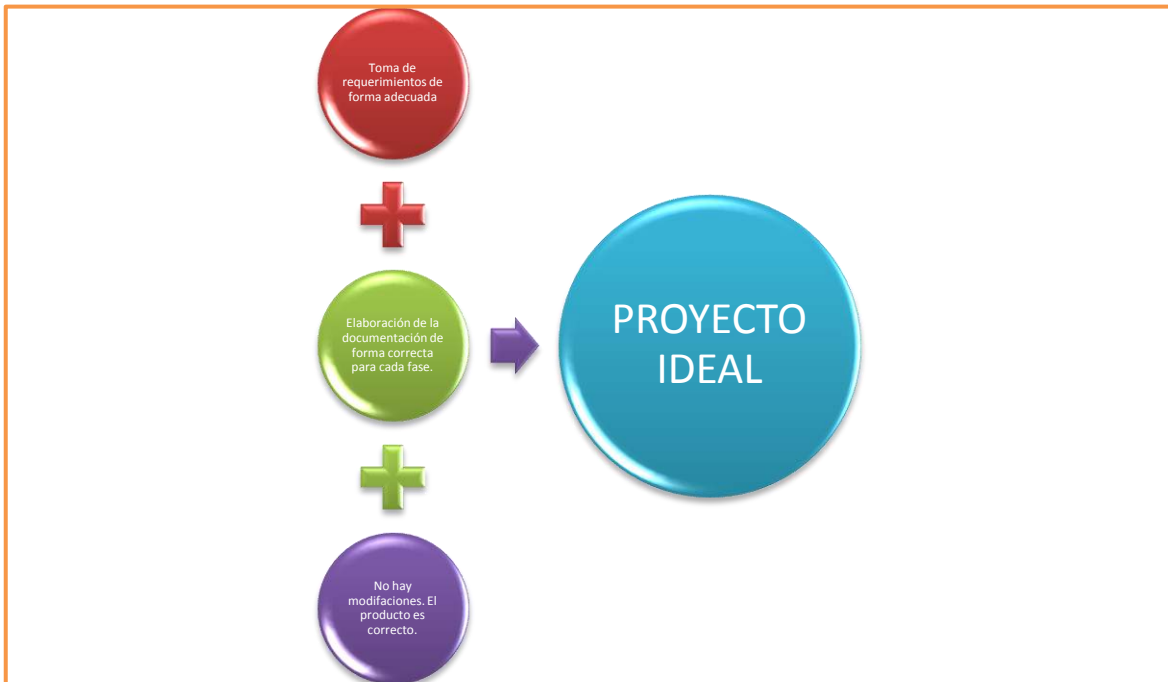 Toma de
requerimientos de
forma adecuada
Elaboración de la
documentación de
forma correcta
para cada fase.
No hay
modifaciones. El
producto es
correcto.
PROYECTO
IDEAL